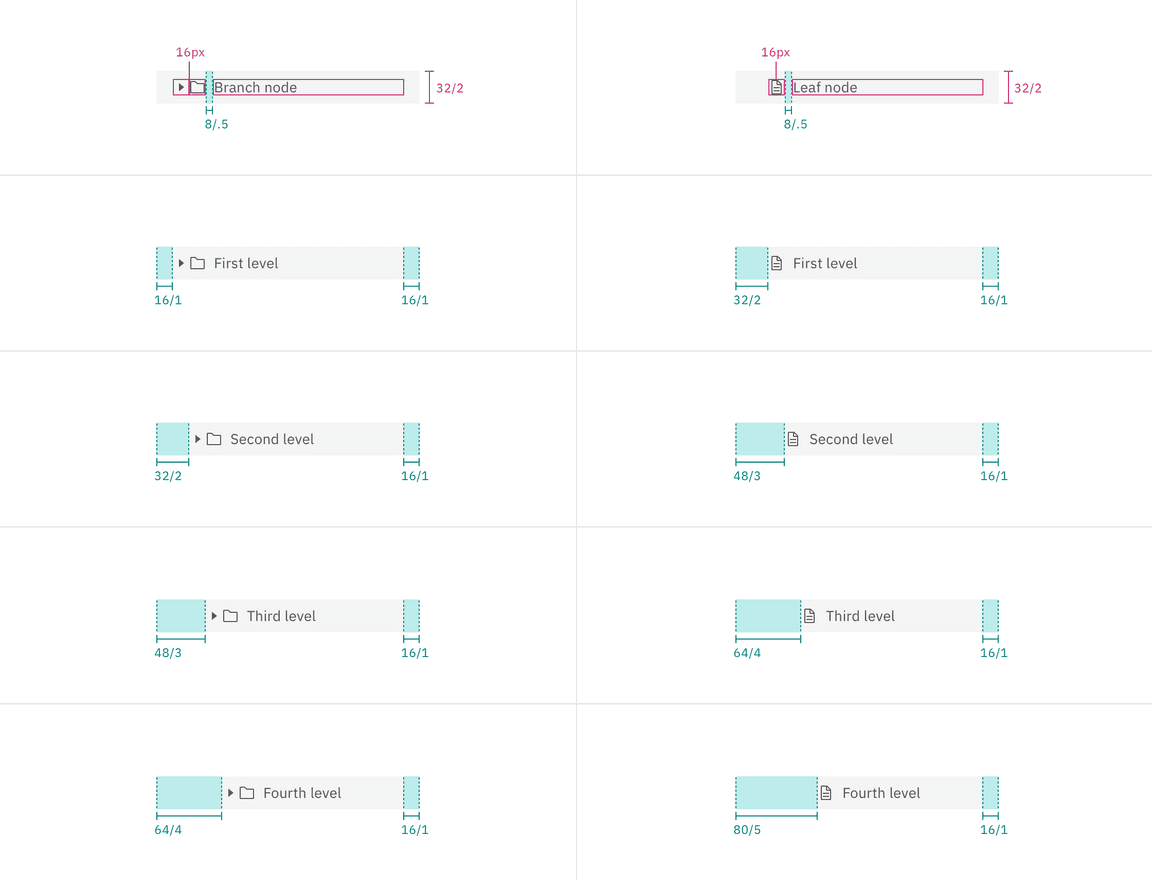 16px
Branch node
32/2
8/.5
16px
Leaf node
32/2
8/.5
First level
16/1
16/1
First level
32/2
16/1
Second level
32/2
16/1
Second level
48/3
16/1
Third level
48/3
16/1
Third level
64/4
16/1
Fourth level
64/4
16/1
Fourth level
80/5
16/1